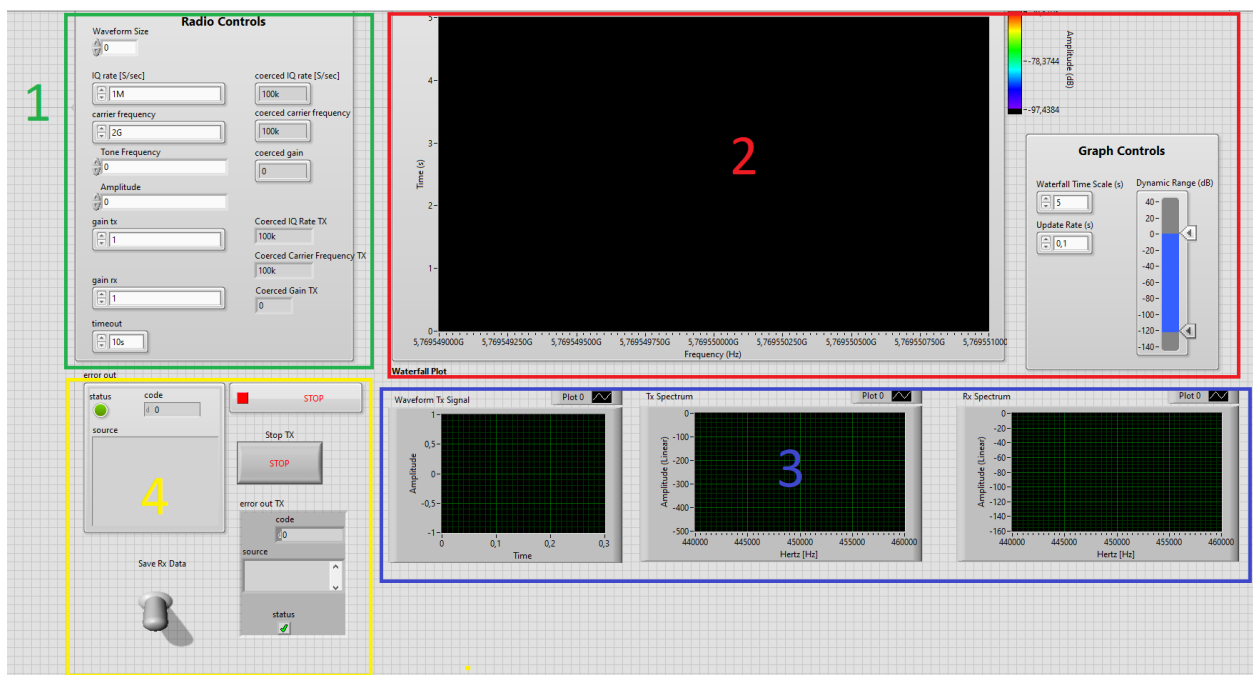 1
Radio Controls
Waveform Size
0
IQ rate [S/sec]
1M
coerced IQ rate [S/sec]
100k
carrier frequency
2G
coerced carrier frequency
100k
Tone Frequency
0
coerced gain
0
Amplitude
0
gain tx
1
Coerced IQ Rate TX
100k
Coerced Carrier Frequency TX
100k
gain rx
1
Coerced Gain TX
0
timeout
10s
2
Time (s)
5-
4-
3-
2-
1-
0-
5,769549000G 5,769549250G 5,769549500G 5,769549750G 5,769550000G 5,769550250G 5,769550500G 5,769550750G 5,769551000
Frequency (Hz)
Waterfall Plot
-78,3744
-97,4384
Amplitude (dB)
Graph Controls
Waterfall Time Scale (s)
5
Update Rate (s)
0,1
Dynamic Range (dB)
40-
20-
0-
-20-
-40-
-60-
-80-
-100-
-120-
-140-
3
Waveform Tx Signal
Plot 0
Amplitude
1-
0,5-
0-
-0,5-
-1-
0 0,1 0,2 0,3
Time
Tx Spectrum
Plot 0
Amplitude (Linear)
0-
-100-
-200-
-300-
-400-
-500-
440000 445000 450000 455000 460000
Hertz [Hz]
Rx Spectrum
Plot 0
Amplitude (Linear)
0-
-20-
-40-
-60-
-80-
-100-
-120-
-140-
-160-
440000 445000 450000 455000 460000
Hertz [Hz]
4
error out
status
code
d 0
source
STOP
Stop TX
STOP
error out TX
code
d 0
source
status
Save Rx Data